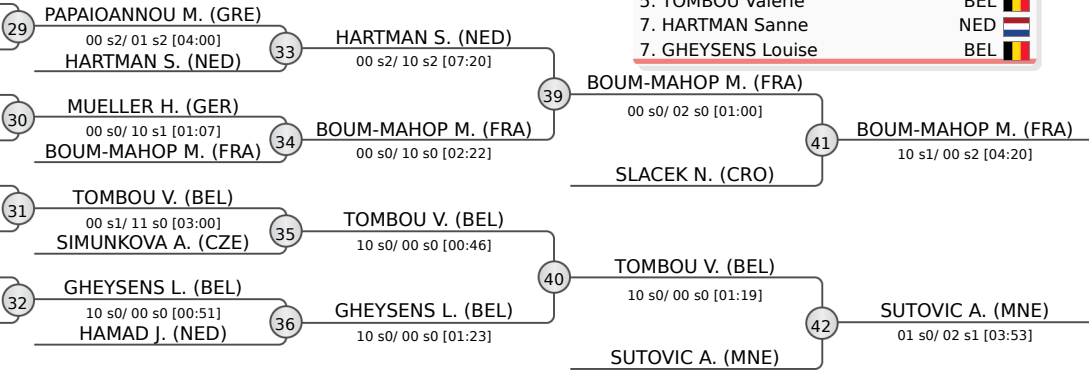 PAPAIOANNOU M. (GRE)
29
00 s2/ 01 s2 [04:00]
HARTMAN S. (NED)
33
HARTMAN S. (NED)
00 s2/ 10 s2 [07:20]
MUELLER H. (GER)
30
00 s0/ 10 s1 [01:07]
BOUM-MAHOP M. (FRA)
34
BOUM-MAHOP M. (FRA)
00 s0/ 10 s0 [02:22]
39
BOUM-MAHOP M. (FRA)
00 s0/ 02 s0 [01:00]
SLACEK N. (CRO)
41
BOUM-MAHOP M. (FRA)
10 s1/ 00 s2 [04:20]
TOMBOU V. (BEL)
31
00 s1/ 11 s0 [03:00]
SIMUNKOVA A. (CZE)
35
TOMBOU V. (BEL)
10 s0/ 00 s0 [00:46]
GHEYSENS L. (BEL)
32
10 s0/ 00 s0 [00:51]
HAMAD J. (NED)
36
GHEYSENS L. (BEL)
10 s0/ 00 s0 [01:23]
40
TOMBOU V. (BEL)
10 s0/ 00 s0 [01:19]
SUTOVIC A. (MNE)
42
SUTOVIC A. (MNE)
01 s0/ 02 s1 [03:53]
5. TOMBOU Valerie BEL
7. HARTMAN Sanne NED
7. GHEYSENS Louise BEL